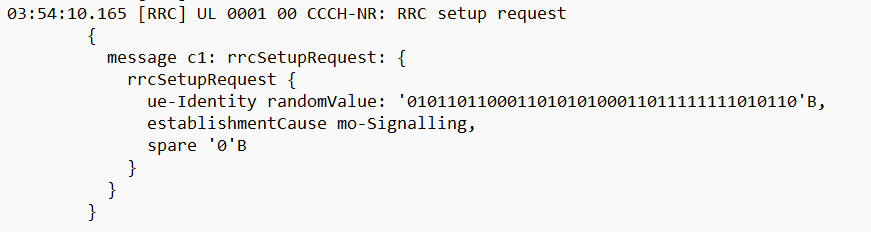 03:54:10.165 [RRC] UL 0001 00 CCCH-NR: RRC setup request
{
message c1: rrcSetupRequest: {
rrcSetupRequest {
ue-Identity randomValue: '010110110001101010100011011111111010110'B,
establishmentCause mo-Signalling,
spare '0'B
}
}
}